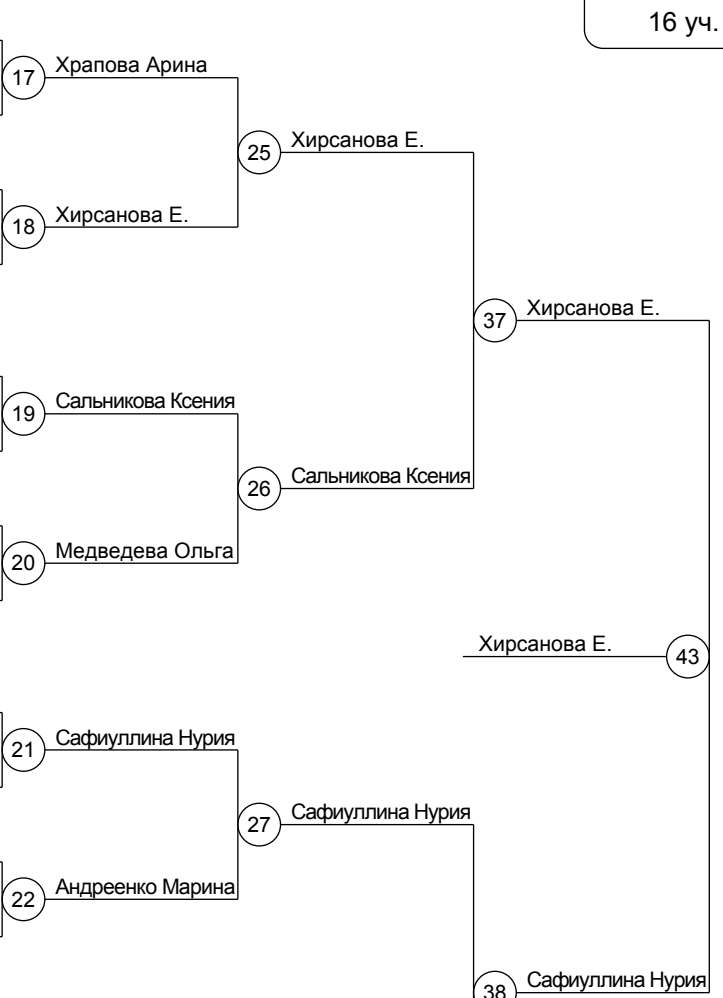 16 уч.
17 Храпова Арина
25 Хирсанова Е.
18 Хирсанова Е.
37 Хирсанова Е.
19 Сальникова Ксения
26 Сальникова Ксения
20 Медведева Ольга
Хирсанова Е. 43
21 Сафиуллина Нурия
27 Сафиуллина Нурия
22 Андреенко Марина
38 Сафиуллина Нурия